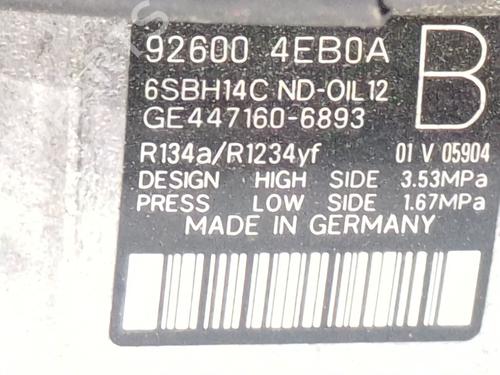 92600 4EB0A B
6SBH14C ND-OIL12
GE447160-6893
R134a/R1234yf 01 V 05904
DESIGN HIGH SIDE 3.53MPa
PRESS LOW SIDE 1.67MPa
MADE IN GERMANY